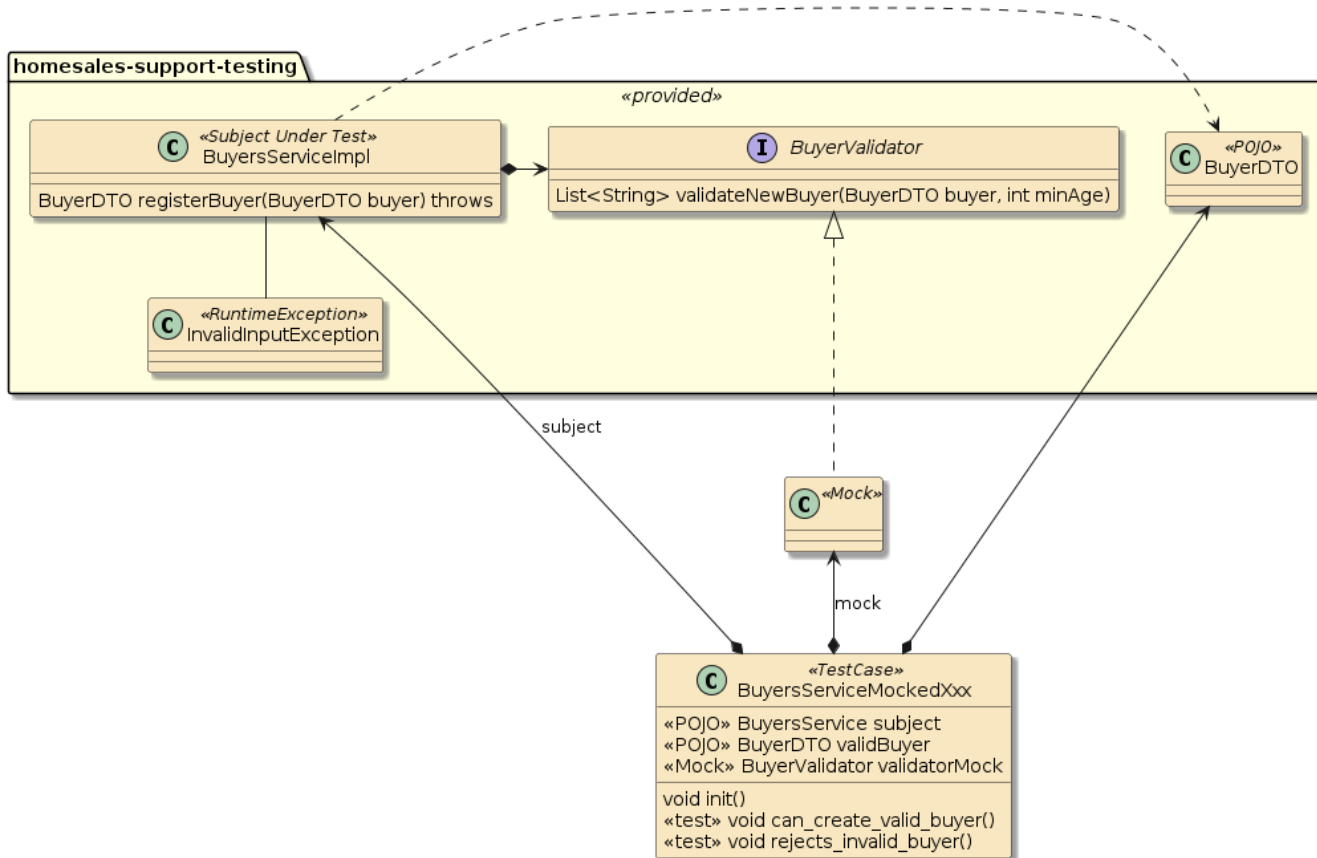 homesales-support-testing
«provided»
C «Subject Under Test»
BuyersServiceImpl
BuyerDTO registerBuyer(BuyerDTO buyer) throws
I BuyerValidator
List<String> validateNewBuyer(BuyerDTO buyer, int minAge)
C «POJO»
BuyerDTO
C «RuntimeException»
InvalidInputException
subject
C «Mock»
mock
C «TestCase»
BuyersServiceMockedXxx
«POJO» BuyersService subject
«POJO» BuyerDTO validBuyer
«Mock» BuyerValidator validatorMock
void init()
«test» void can_create_valid_buyer()
«test» void rejects_invalid_buyer()